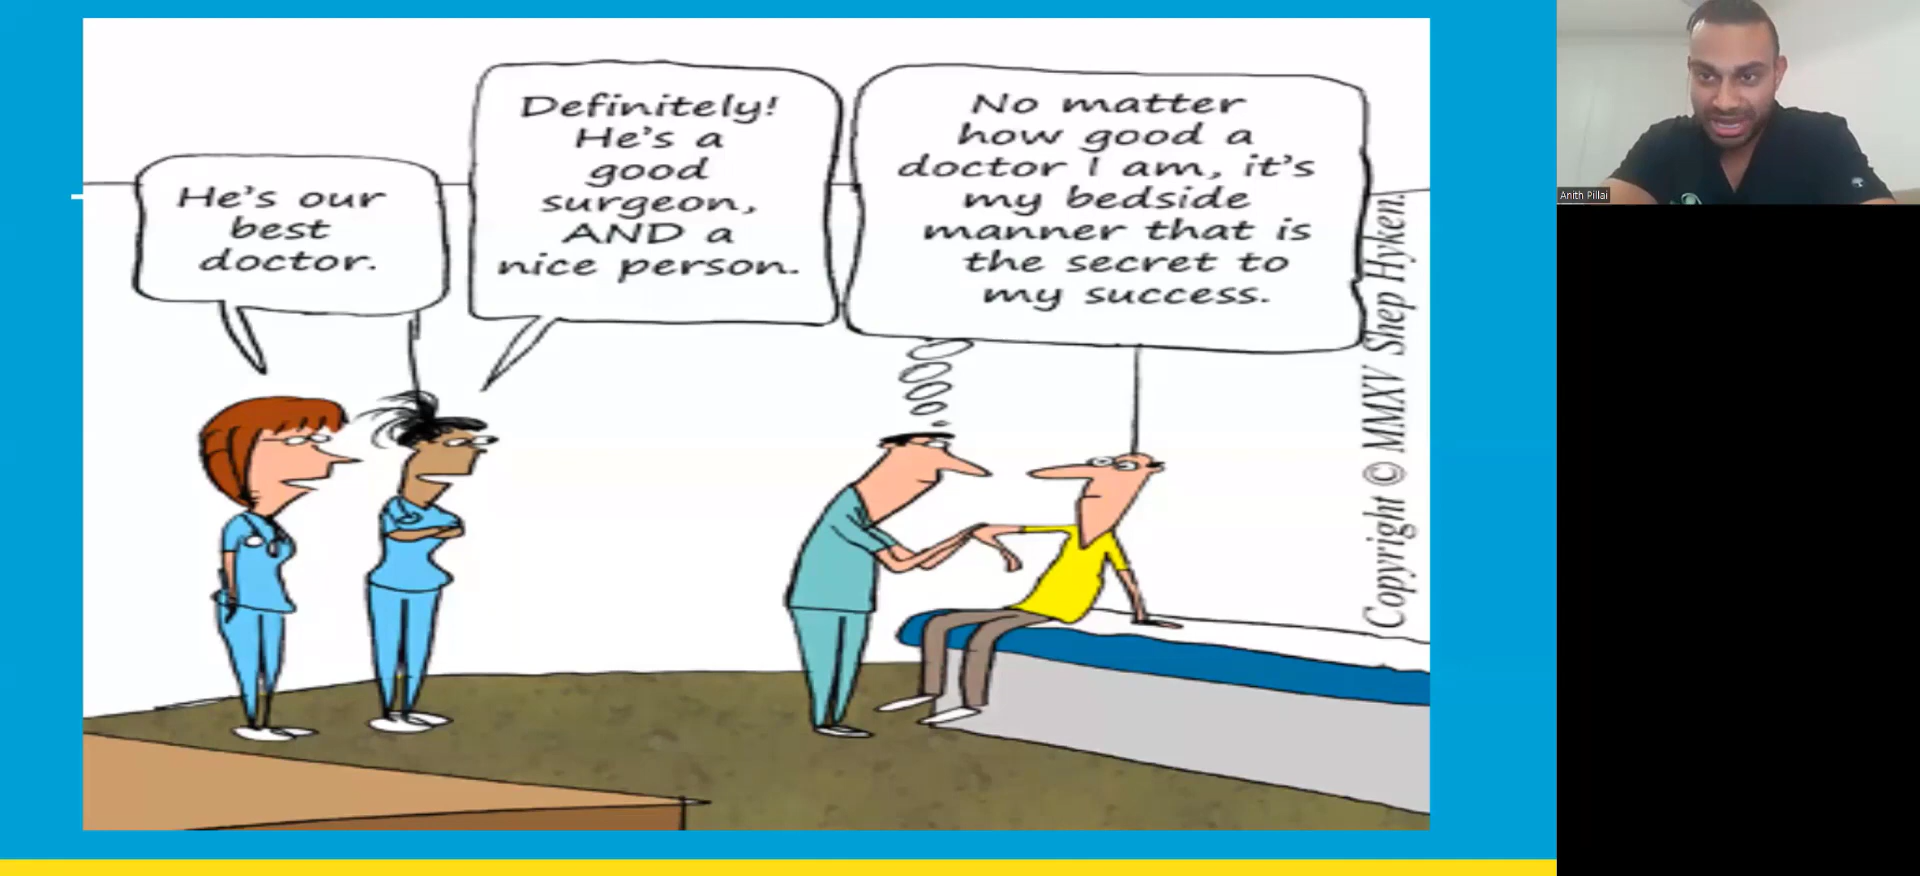 He's our
best
doctor.
Definitely!
He's a
good
surgeon,
AND a
nice person.
No matter
how good a
doctor I am, it's
my bedside
manner that is
the secret to
my success.
Copyright © MMXV Shep Hyken.
Anith Pillai